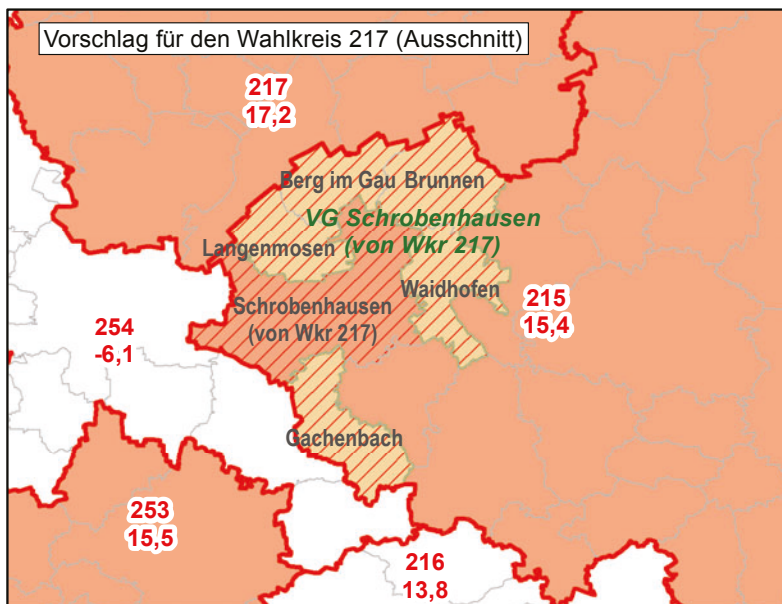 Vorschlag für den Wahlkreis 217 (Ausschnitt)
217
17,2
Berg im Gau Brunnen
VG Schrobenhausen
(von Wkr 217)
Langenmosen
Waidhofen
Schrobenhausen
(von Wkr 217)
215
15,4
254
-6,1
Gachenbach
253
15,5
216
13,8